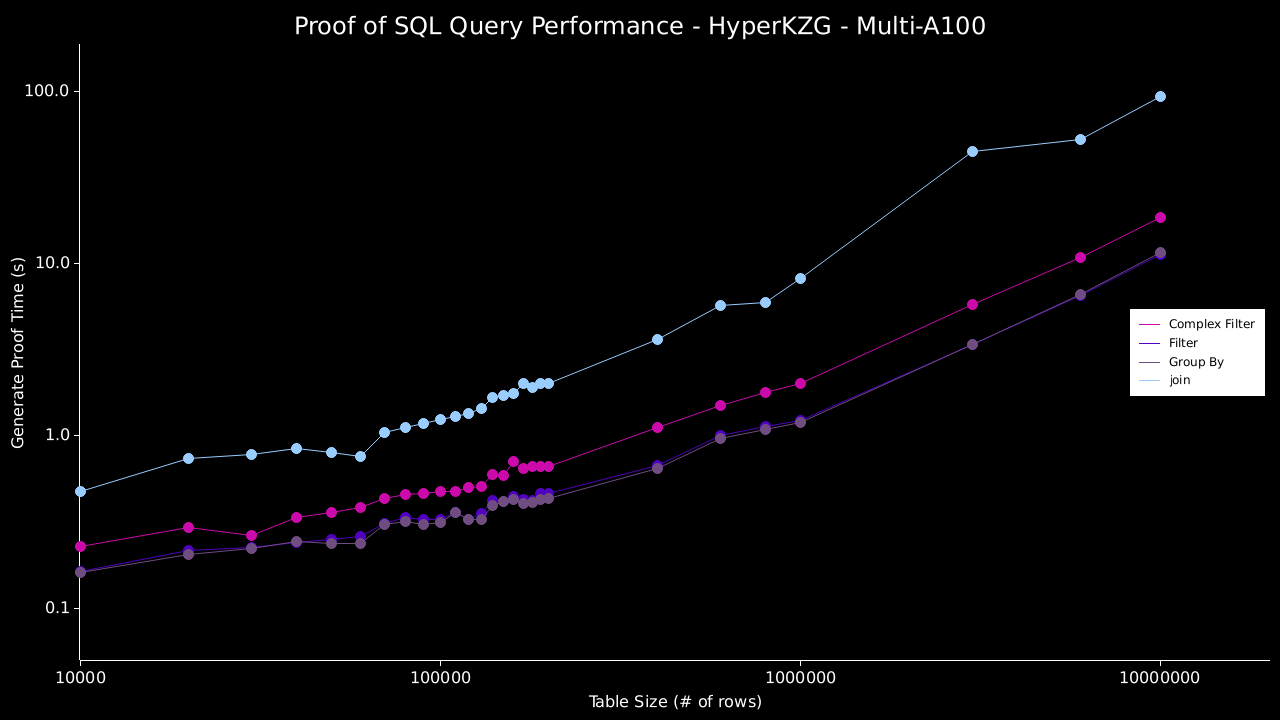 Proof of SQL Query Performance - HyperKZG - Multi-A100
Generate Proof Time (s)
100.0
10.0
1.0
0.1
10000
100000
1000000
10000000
Table Size (# of rows)
Complex Filter
Filter
Group By
join